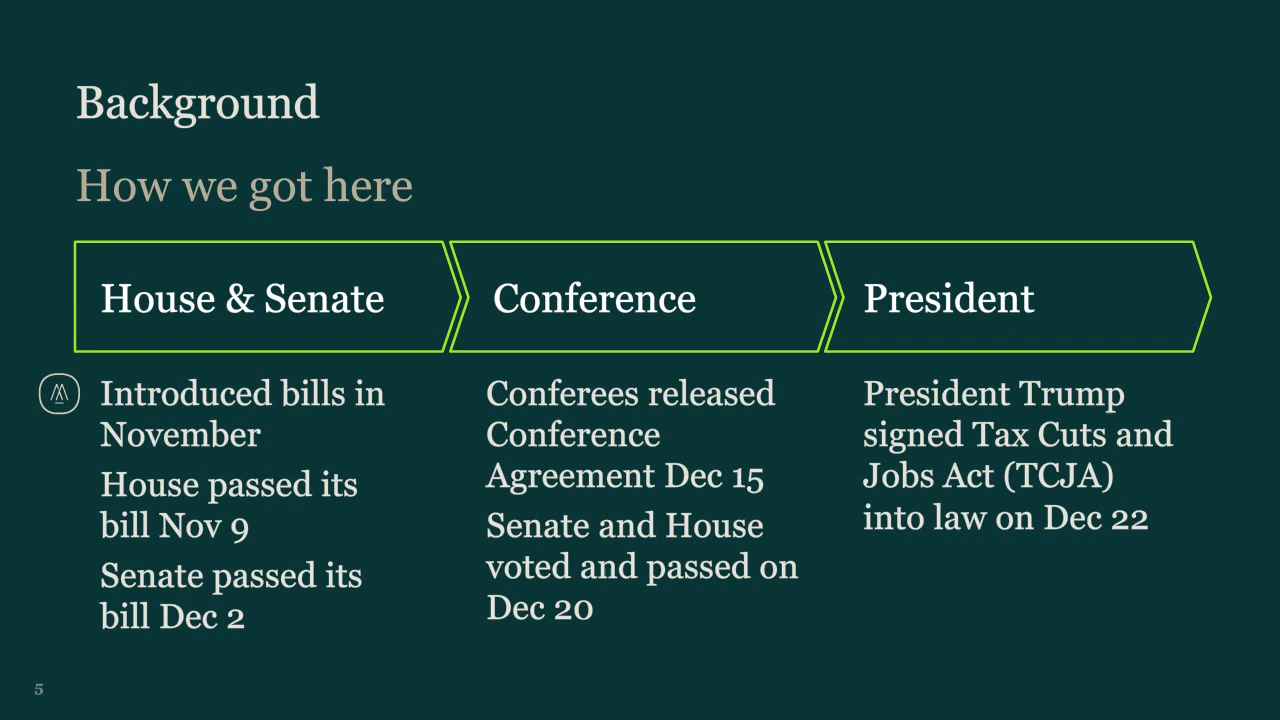 Background
How we got here
House & Senate
Conference
President
Introduced bills in
November
House passed its
bill Nov 9
Senate passed its
bill Dec 2
Conferees released
Conference
Agreement Dec 15
Senate and House
voted and passed on
Dec 20
President Trump
signed Tax Cuts and
Jobs Act (TCJA)
into law on Dec 22
5